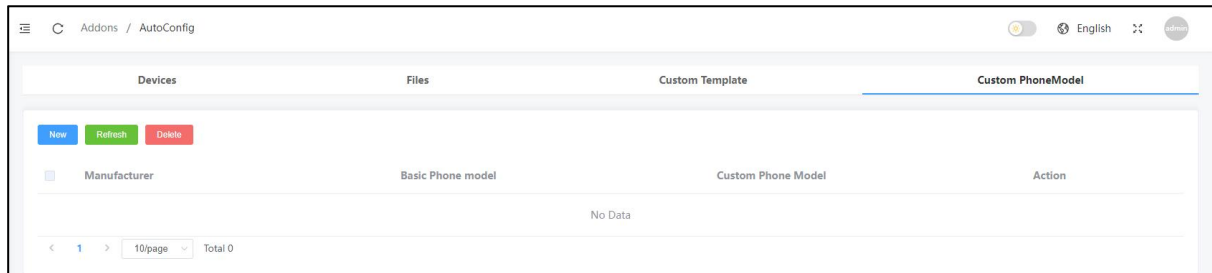 Addons / AutoConfig English admin
Devices Files Custom Template Custom PhoneModel
New Refresh Delete
Manufacturer Basic Phone model Custom Phone Model Action
No Data
< 1 > 10/page Total 0